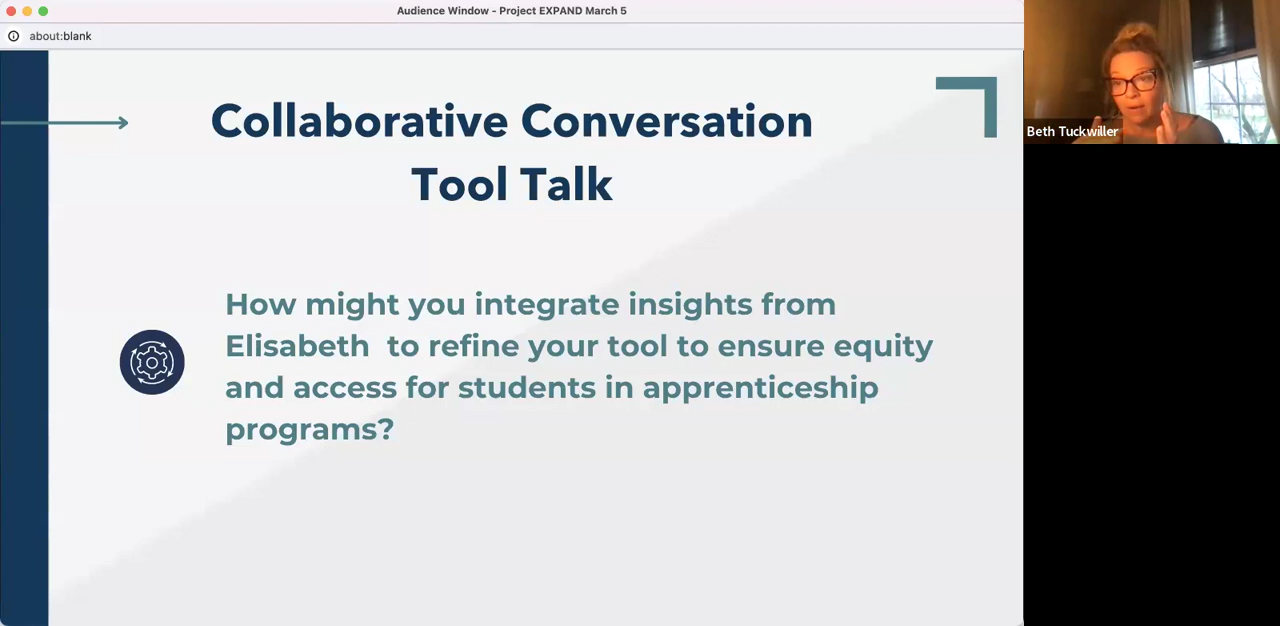 Audience Window - Project EXPAND March 5
about:blank
Collaborative Conversation
Tool Talk
How might you integrate insights from
Elisabeth  to refine your tool to ensure equity
and access for students in apprenticeship
programs?
Beth Tuckwiller